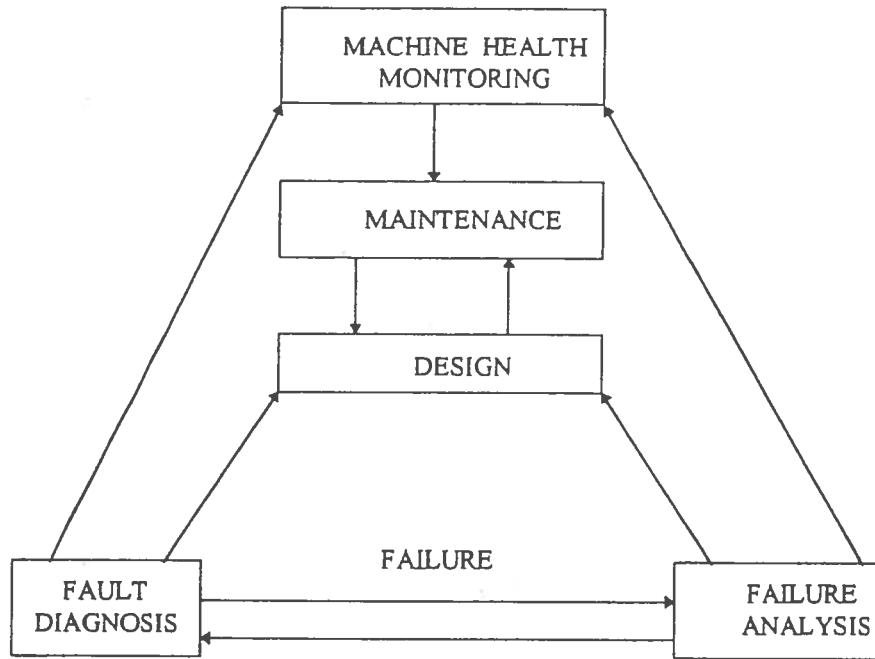 MACHINE HEALTH
MONITORING
MAINTENANCE
DESIGN
FAILURE
FAULT
DIAGNOSIS
FAILURE
ANALYSIS